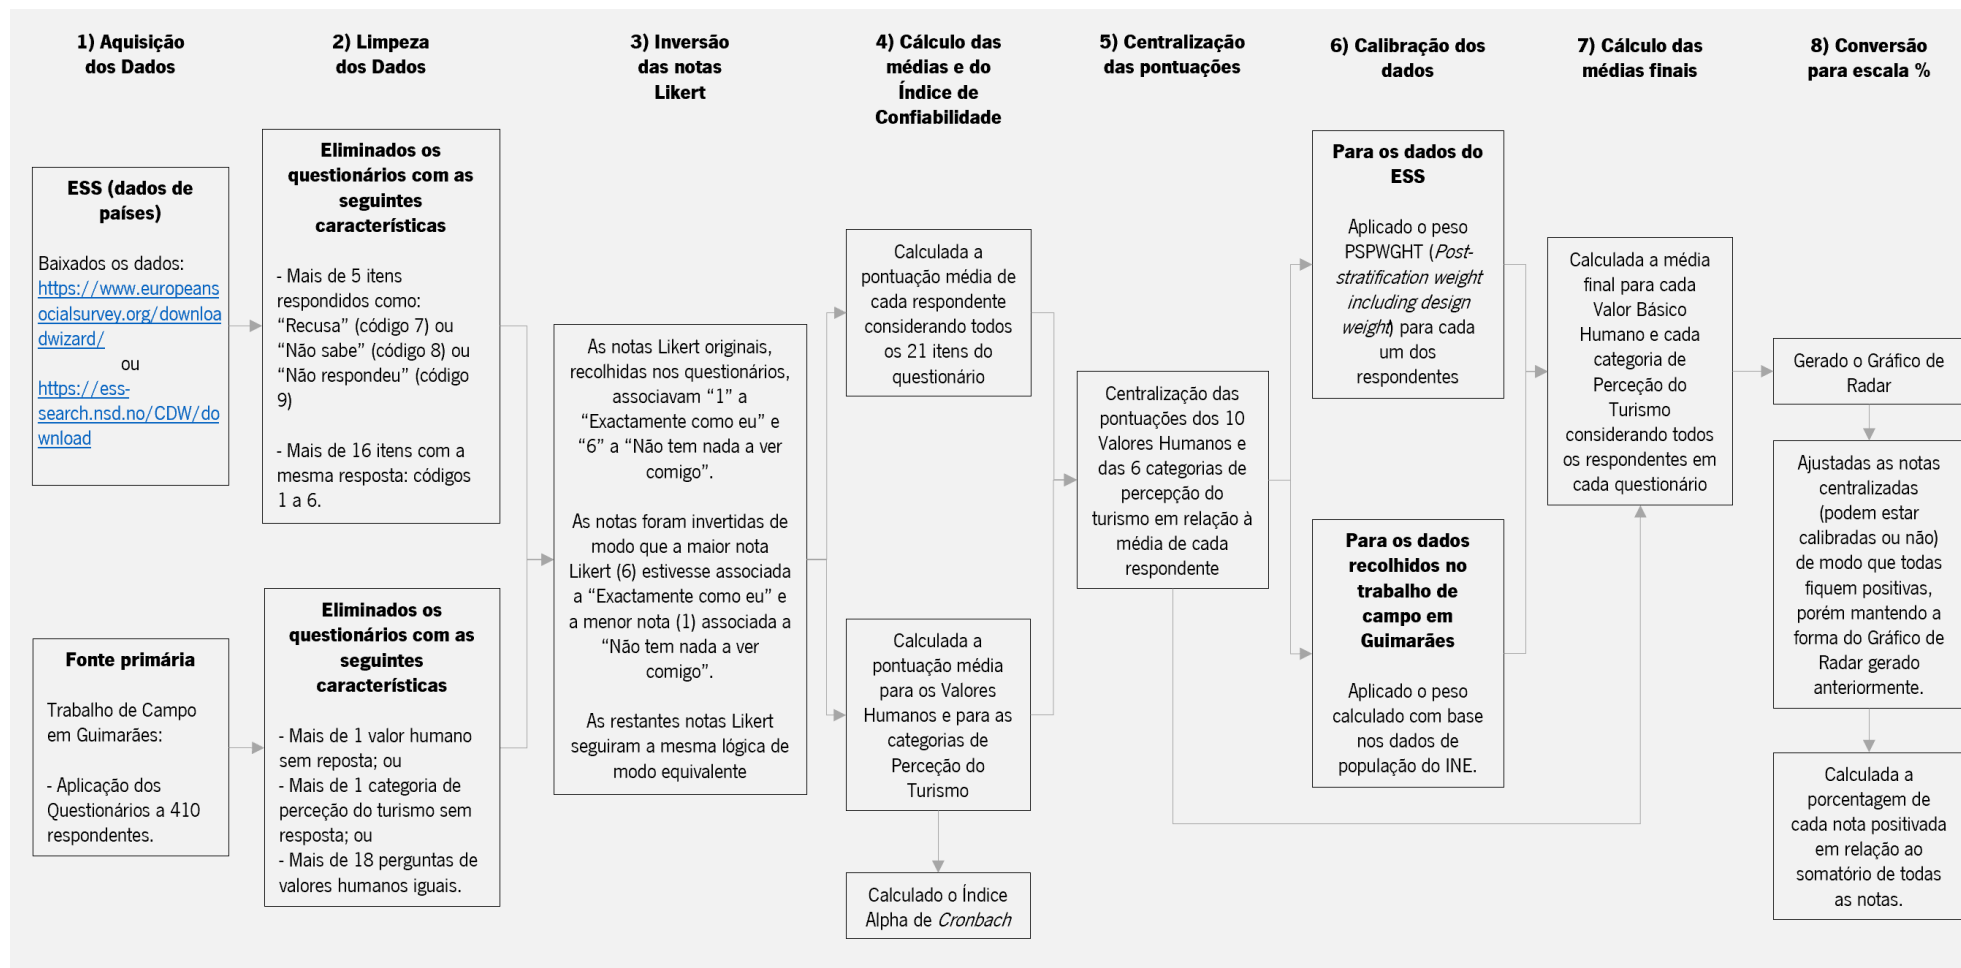 1) Aquisição
dos Dados
2) Limpeza
dos Dados
3) Inversão
das notas
Likert
4) Cálculo das
médias e do
Índice de
Confiabilidade
5) Centralização
das pontuações
6) Calibração dos
dados
7) Cálculo das
médias finais
8) Conversão
para escala %
ESS (dados de
países)
Baixados os dados:
https://www.europeans
ocialsurvey.org/downloa
dwizard/
ou
https://ess-
search.nsd.no/CDW/do
wnload
Fonte primária
Trabalho de Campo
em Guimarães:
- Aplicação dos
Questionários a 410
respondentes.
Eliminados os
questionários com as
seguintes
características
- Mais de 5 itens
respondidos como:
“Recusa” (código 7) ou
“Não sabe” (código 8) ou
“Não respondeu” (código
9)
- Mais de 16 itens com a
mesma resposta: códigos
1 a 6.
Eliminados os
questionários com as
seguintes
características
- Mais de 1 valor humano
sem reposta; ou
- Mais de 1 categoria de
perceção do turismo sem
resposta; ou
- Mais de 18 perguntas de
valores humanos iguais.
As notas Likert originais,
recolhidas nos questionários,
associavam “1” a
“Exactamente como eu” e
“6” a “Não tem nada a ver
comigo”.
As notas foram invertidas de
modo que a maior nota
Likert (6) estivesse associada
a “Exactamente como eu” e
a menor nota (1) associada a
“Não tem nada a ver
comigo”.
As restantes notas Likert
seguiram a mesma lógica de
modo equivalente
Calculada a
pontuação média de
cada respondente
considerando todos
os 21 itens do
questionário
Calculada a
pontuação média
para os Valores
Humanos e para as
categorias de
Perceção do
Turismo
Calculado o Índice
Alpha de Cronbach
Centralização das
pontuações dos 10
Valores Humanos e
das 6 categorias de
percepção do
turismo em relação à
média de cada
respondente
Para os dados do
ESS
Aplicado o peso
PSPWGHT (Post-
stratification weight
including design
weight) para cada
um dos
respondentes
Para os dados
recolhidos no
trabalho de
campo em
Guimarães
Aplicado o peso
calculado com base
nos dados de
população do INE.
Calculada a média
final para cada
Valor Básico
Humano e cada
categoria de
Perceção do
Turismo
considerando todos
os respondentes em
cada questionário
Gerado o Gráfico de
Radar
Ajustadas as notas
centralizadas
(podem estar
calibradas ou não)
de modo que todas
fiquem positivas,
porém mantendo a
forma do Gráfico de
Radar gerado
anteriormente.
Calculada a
porcentagem de
cada nota positivada
em relação ao
somatório de todas
as notas.